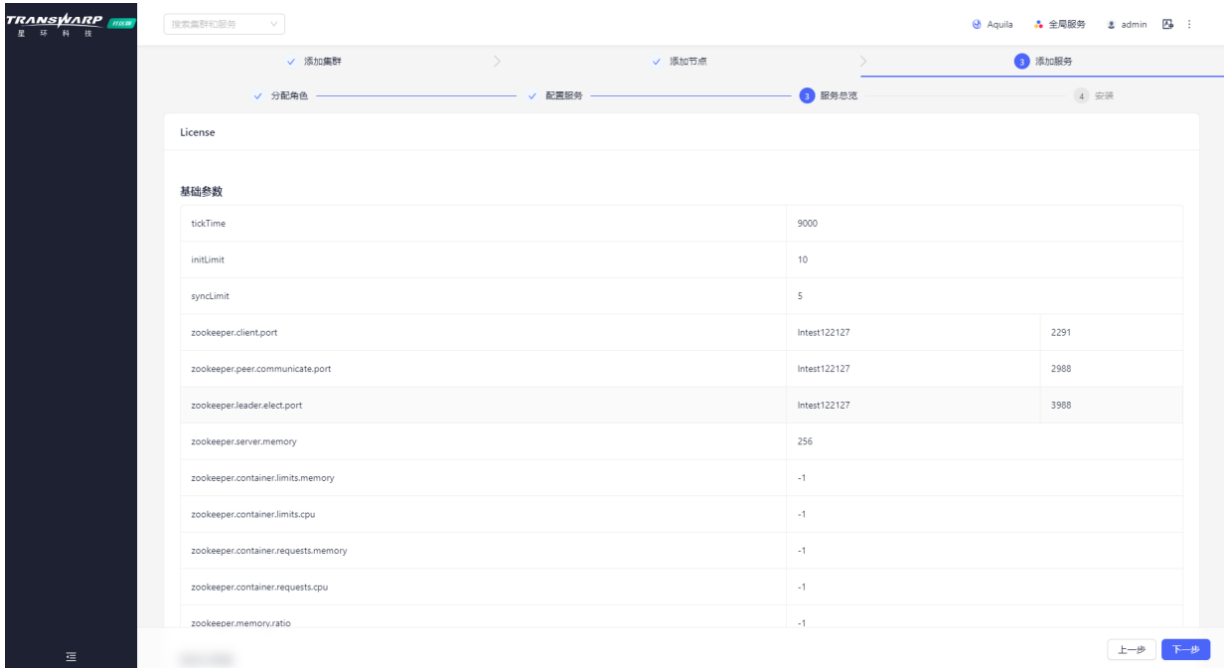 TRANSWARP
星 环 科 技
搜索集群和服务
Aquila 全局服务 admin
添加集群 添加节点 3 添加服务
分配角色 配置服务 3 服务总览 4 安装
License
基础参数
tickTime 9000
initLimit 10
syncLimit 5
zookeeper.client.port lntest122127 2291
zookeeper.peer.communicate.port lntest122127 2988
zookeeper.leader.elect.port lntest122127 3988
zookeeper.server.memory 256
zookeeper.container.limits.memory -1
zookeeper.container.limits.cpu -1
zookeeper.container.requests.memory -1
zookeeper.container.requests.cpu -1
zookeeper.memory.ratio -1
上一步 下一步